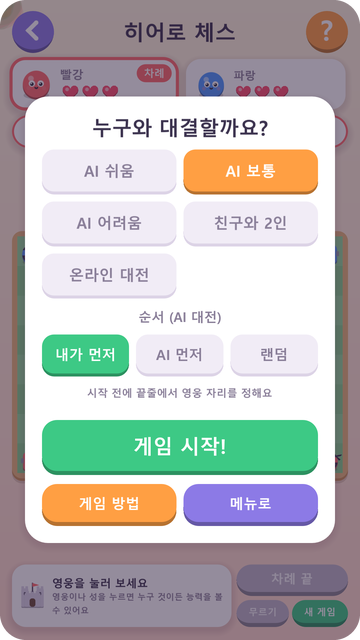 히어로 체스
?
빨강
차례
파랑
누구와 대결할까요?
AI 쉬움
AI 보통
AI 어려움
친구와 2인
온라인 대전
순서 (AI 대전)
내가 먼저
AI 먼저
랜덤
시작 전에 끝줄에서 영웅 자리를 정해요
게임 시작!
게임 방법
메뉴로
영웅을 눌러 보세요
영웅이나 성을 누르면 누구 것이든 능력을 볼
수 있어요
차례 끝
무르기
새 게임